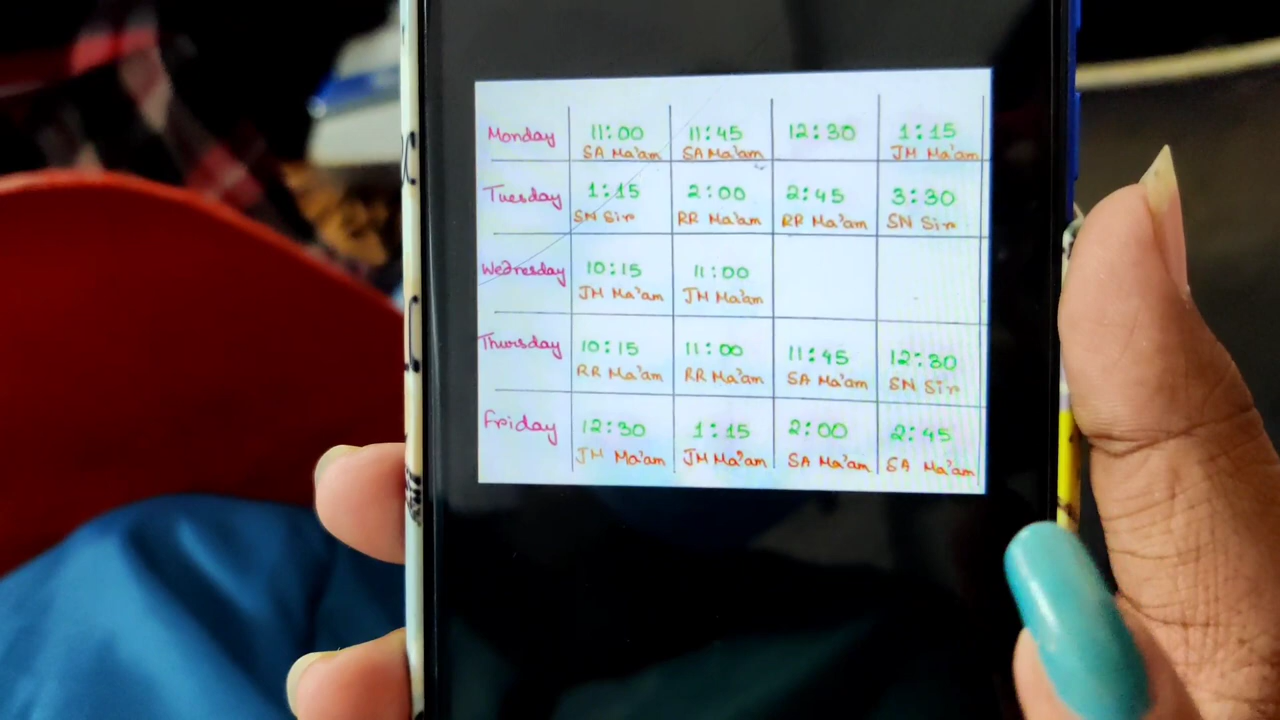 Monday 11:00 11:45 12:30 1:15
SA Ma'am SA Ma'am JM Ma'am
Tuesday 1:15 2:00 2:45 3:30
SN Sir RR Ma'am RR Ma'am SN Sir
Wednesday 10:15 11:00
JM Ma'am JM Ma'am
Thursday 10:15 11:00 11:45 12:30
RR Ma'am RR Ma'am SA Ma'am SN Sir
Friday 12:30 1:15 2:00 2:45
JM Ma'am JM Ma'am SA Ma'am SA Ma'am